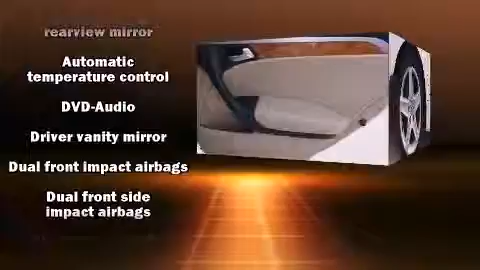 rearview mirror
Automatic
temperature control
DVD-Audio
Driver vanity mirror
Dual front impact airbags
Dual front side
impact airbags